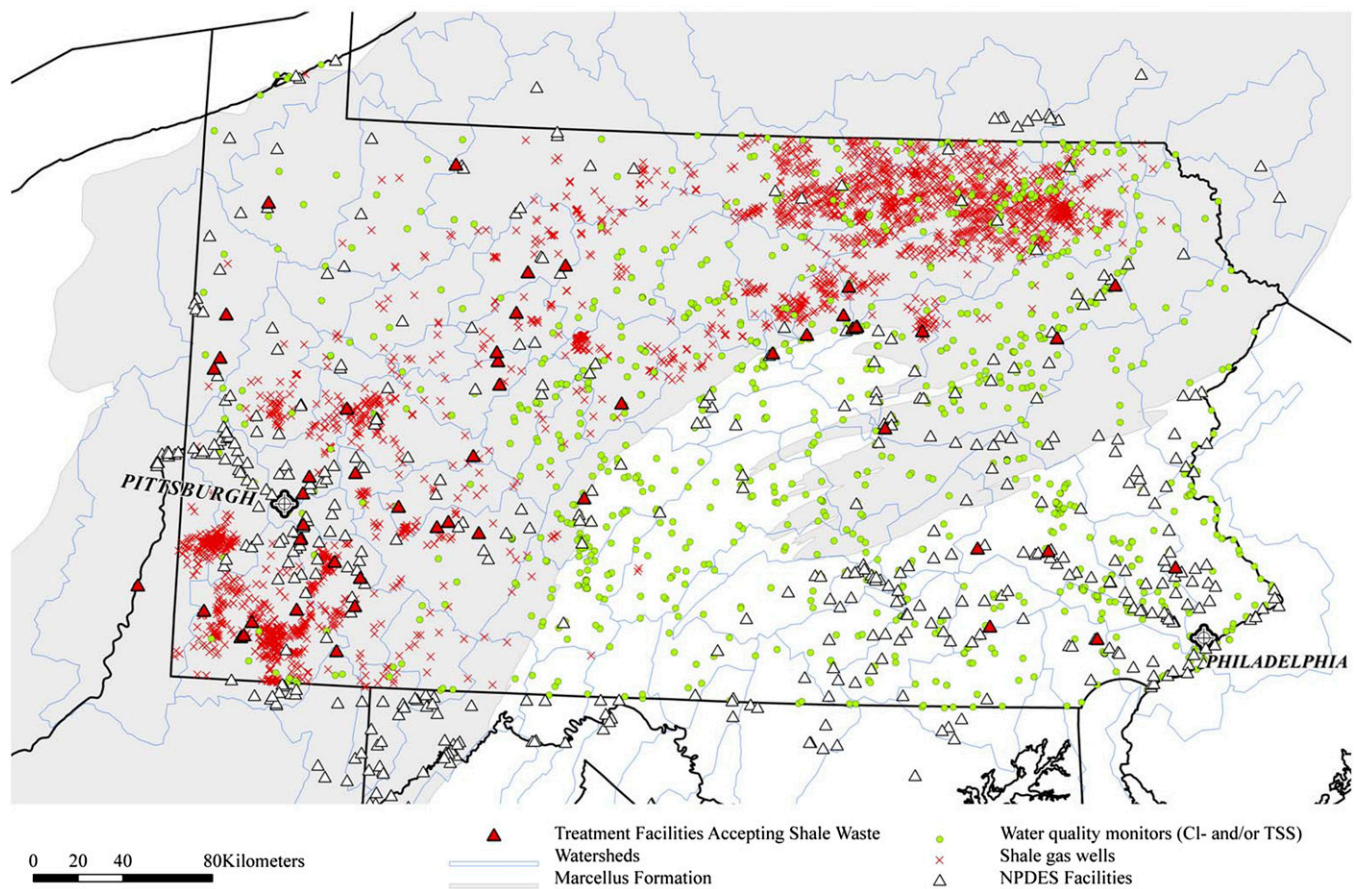 PITTSBURGH
PHILADELPHIA
Treatment Facilities Accepting Shale Waste
Watersheds
Marcellus Formation
Water quality monitors (Cl- and/or TSS)
Shale gas wells
NPDES Facilities
0 20 40 80Kilometers